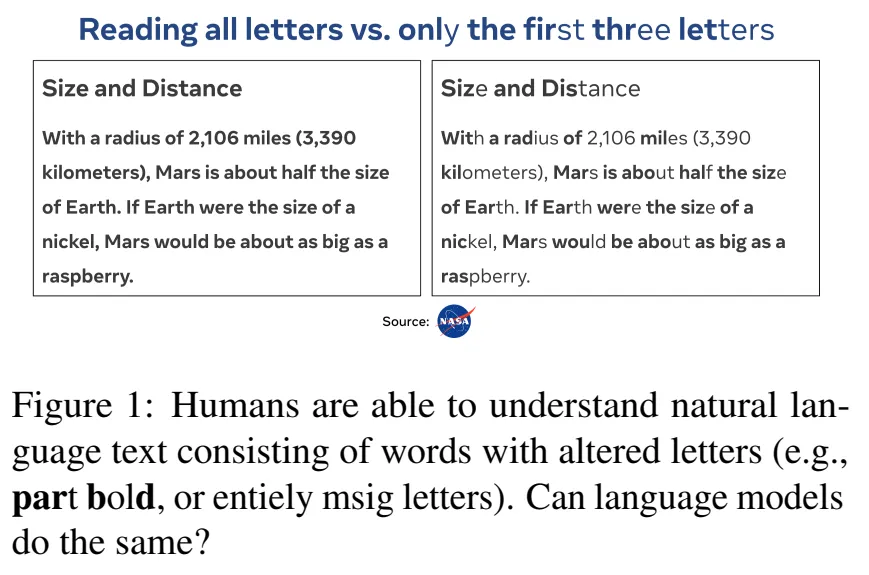 Reading all letters vs. only the first three letters
Size and Distance
With a radius of 2,106 miles (3,390
kilometers), Mars is about half the size
of Earth. If Earth were the size of a
nickel, Mars would be about as big as a
raspberry.
Size and Distance
With a radius of 2,106 miles (3,390
kilometers), Mars is about half the size
of Earth. If Earth were the size of a
nickel, Mars would be about as big as a
raspberry.
Source: NASA
Figure 1: Humans are able to understand natural lan-
guage text consisting of words with altered letters (e.g.,
part bold, or entiely msig letters). Can language models
do the same?